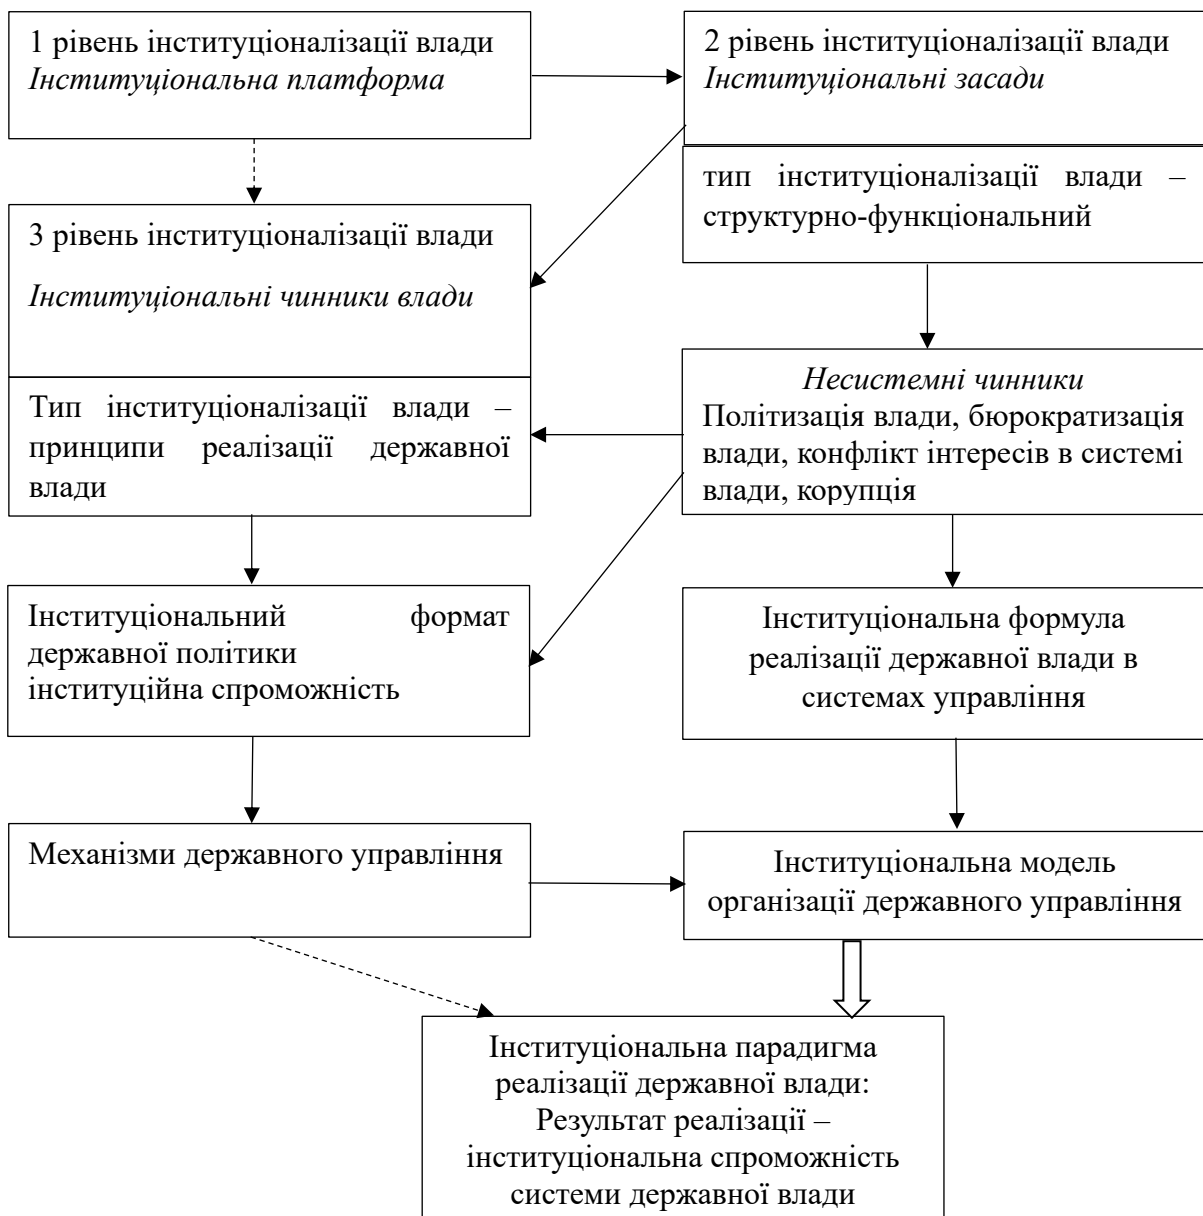 1 рівень інституціоналізації влади
Інституціональна платформа
2 рівень інституціоналізації влади
Інституціональні засади
тип інституціоналізації влади –
структурно-функціональний
3 рівень інституціоналізації влади
Інституціональні чинники влади
Несистемні чинники
Політизація влади, бюрократизація
влади, конфлікт інтересів в системі
влади, корупція
Тип інституціоналізації влади –
принципи реалізації державної
влади
Інституціональний формат
державної політики
інституційна спроможність
Інституціональна формула
реалізації державної влади в
системах управління
Механізми державного управління
Інституціональна модель
організації державного управління
Інституціональна парадигма
реалізації державної влади:
Результат реалізації –
інституціональна спроможність
системи державної влади